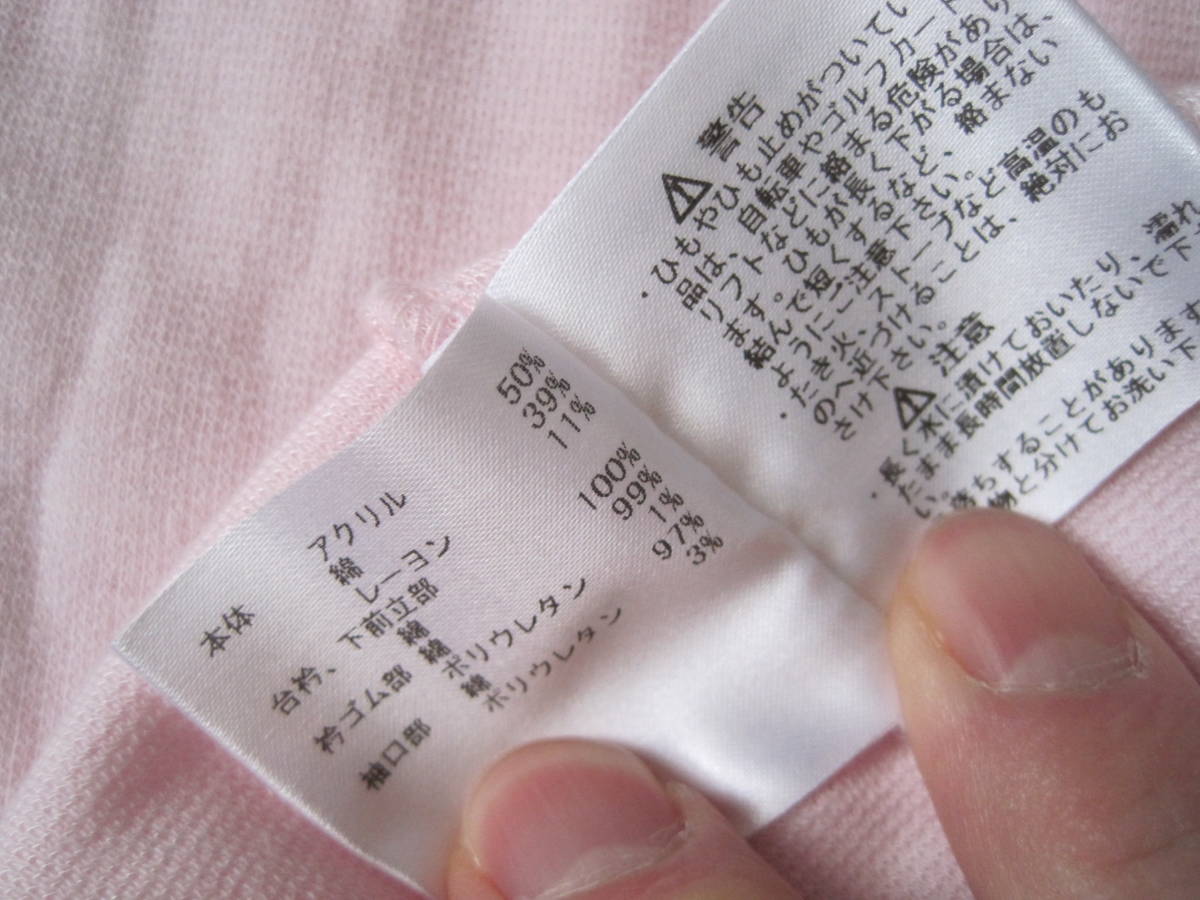 本体 アクリル 50%
綿 39%
レーヨン 11%
台衿、下前立部
綿 100%
衿ゴム部 綿 99%
ポリウレタン 1%
袖口部 綿 97%
ポリウレタン 3%
警告
・ひもやひも止めがついてい
品は、自転車やゴルフカート
リフトなどに絡まる危険があり
ます。ひもが長く下がる場合は、
結んで短くするなど、絡まない
ようにご注意下さい。
・たき火、ストーブなど高温のも
のへ近づけることは、絶対にお
さけ下さい。
注意
・長く水に漬けておいたり、濡れ
たまま長時間放置しないで下
い。
落ちすることがあります
物と分けてお洗い下